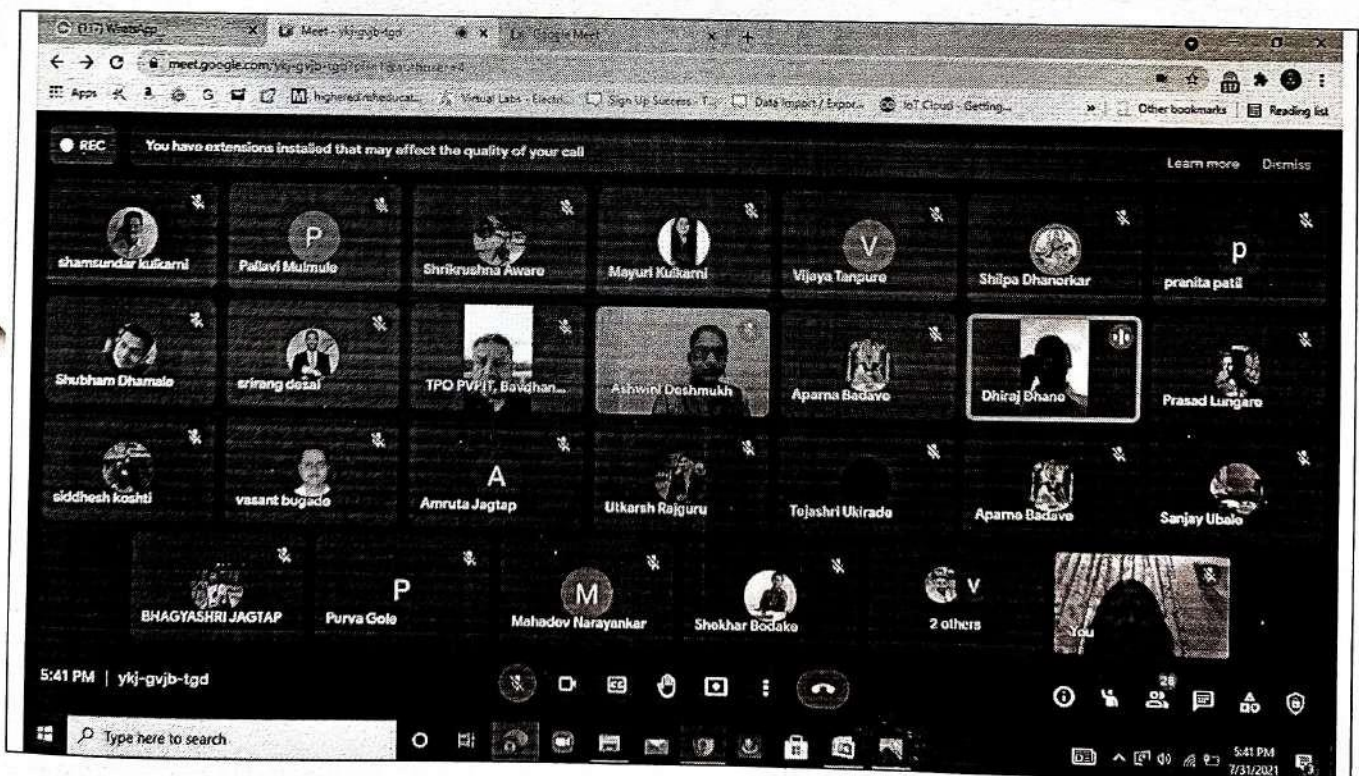 WhatsApp
Meet - ykj-gvjb-tgd
Google Meet
meet.google.com/ykj-gvjb-tgd?pli=1&authuser=4
Apps
Virtual Labs - Electri...
Sign Up Success - T...
Data Import / Expor...
IoT Cloud - Getting...
»
Other bookmarks
Reading list
REC
You have extensions installed that may affect the quality of your call
Learn more
Dismiss
shamsundar kulkarni
P
Pallavi Mulmule
Shrikrushna Aware
Mayuri Kulkarni
V
Vijaya Tanpure
Shilpa Dhanorkar
p
pranita patil
Shubham Dhamale
srirang desai
TPO PVPIT, Bavdhan...
Ashwini Deshmukh
Aparna Badave
Dhiraj Dhane
Prasad Lungare
siddhesh koshti
vasant bugade
A
Amruta Jagtap
Utkarsh Rajguru
Tejashri Ukirade
Aparna Badave
Sanjay Ubale
BHAGYASHRI JAGTAP
P
Purva Gole
M
Mahadev Narayankar
Shekhar Bodake
V
2 others
You
5:41 PM | ykj-gvjb-tgd
CC
28
Type here to search
5:41 PM
7/31/2021
3